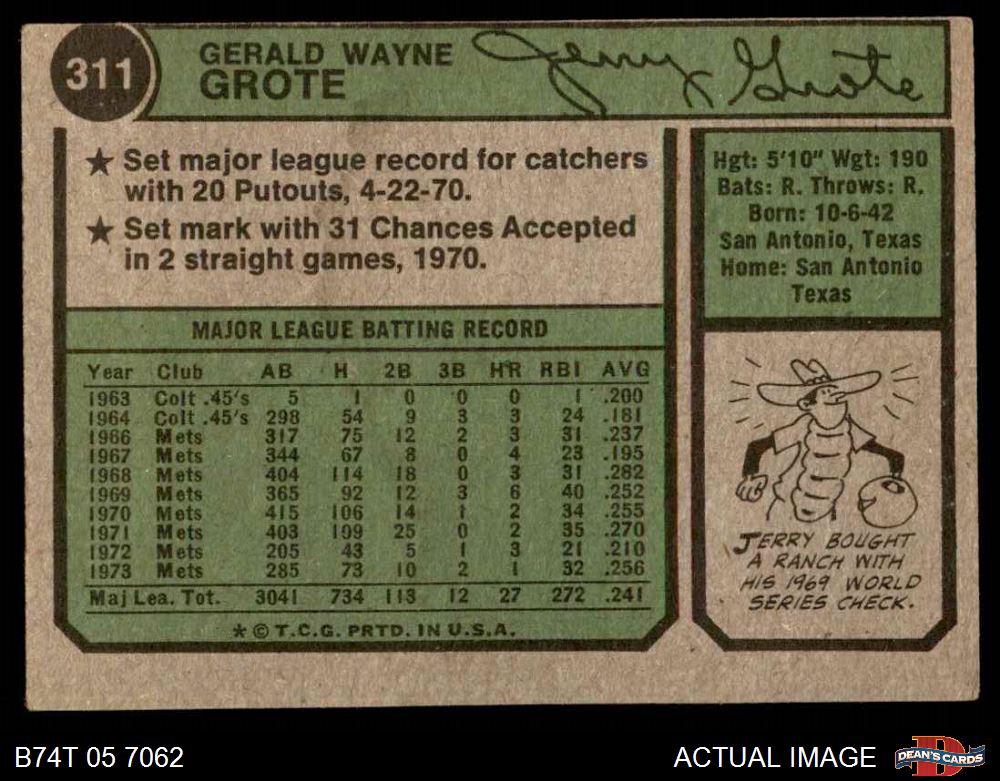 311
GERALD WAYNE
GROTE
Jerry Grote
★ Set major league record for catchers
with 20 Putouts, 4-22-70.
★ Set mark with 31 Chances Accepted
in 2 straight games, 1970.
MAJOR LEAGUE BATTING RECORD
Year Club AB H 2B 3B HR RBI AVG
1963 Colt .45's 5 1 0 0 0 1 .200
1964 Colt .45's 298 54 9 3 3 24 .181
1966 Mets 317 75 12 2 3 31 .237
1967 Mets 344 67 8 0 4 23 .195
1968 Mets 404 114 18 0 3 31 .282
1969 Mets 365 92 12 3 6 40 .252
1970 Mets 415 106 14 1 2 34 .255
1971 Mets 403 109 25 0 2 35 .270
1972 Mets 205 43 5 1 3 21 .210
1973 Mets 285 73 10 2 1 32 .256
Maj Lea. Tot. 3041 734 113 12 27 272 .241
* © T.C.G. PRTD. IN U.S.A.
Hgt: 5'10" Wgt: 190
Bats: R. Throws: R.
Born: 10-6-42
San Antonio, Texas
Home: San Antonio
Texas
JERRY BOUGHT
A RANCH WITH
HIS 1969 WORLD
SERIES CHECK.
B74T 05 7062
ACTUAL IMAGE
D
DEAN'S CARDS